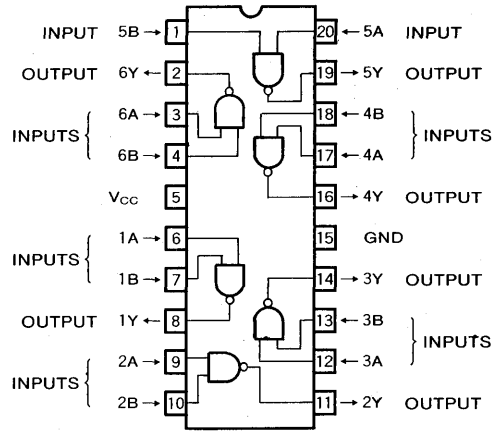 INPUT 5B 1 20 5A INPUT
OUTPUT 6Y 2 19 5Y OUTPUT
6A 3 18 4B
INPUTS INPUTS
6B 4 17 4A
VCC 5 16 4Y OUTPUT
1A 6 15 GND
INPUTS
1B 7 14 3Y OUTPUT
OUTPUT 1Y 8 13 3B
INPUTS
2A 9 12 3A
INPUTS
2B 10 11 2Y OUTPUT